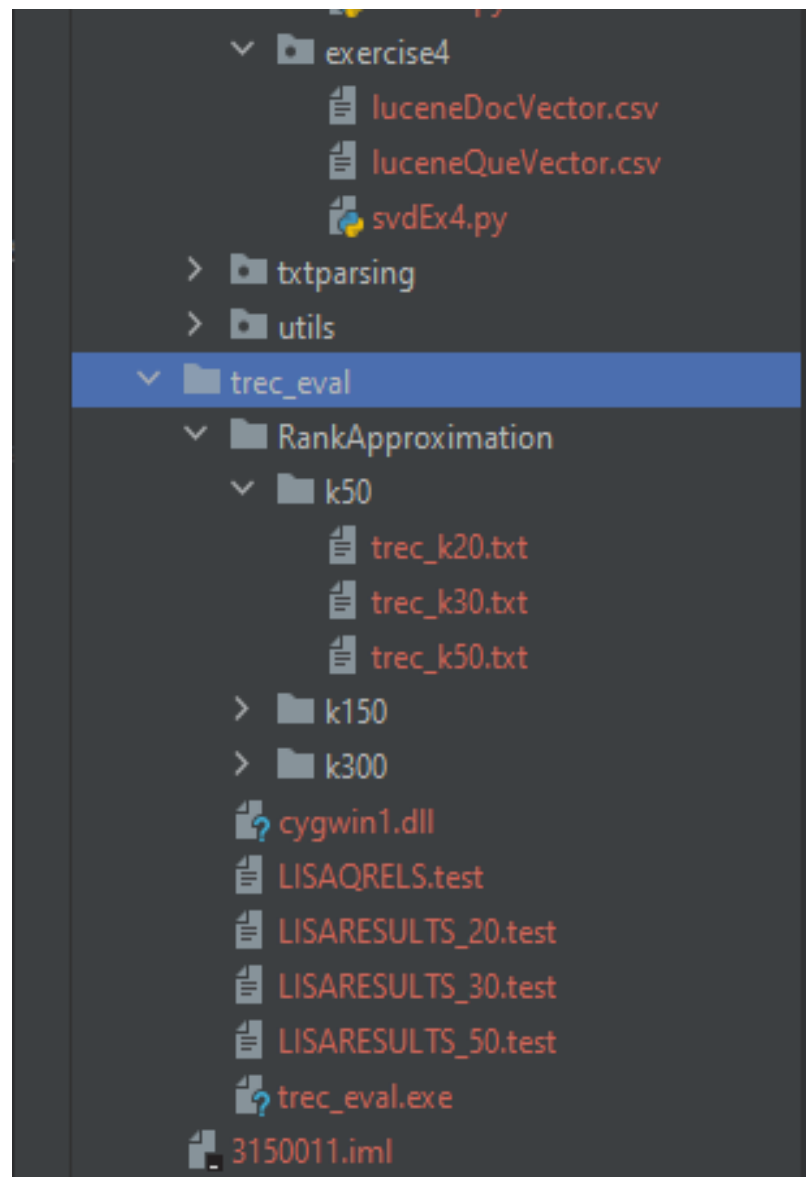 exercise4
luceneDocVector.csv
luceneQueVector.csv
svdEx4.py
txtparsing
utils
trec_eval
RankApproximation
k50
trec_k20.txt
trec_k30.txt
trec_k50.txt
k150
k300
cygwin1.dll
LISAQRELS.test
LISARESULTS_20.test
LISARESULTS_30.test
LISARESULTS_50.test
trec_eval.exe
3150011.iml